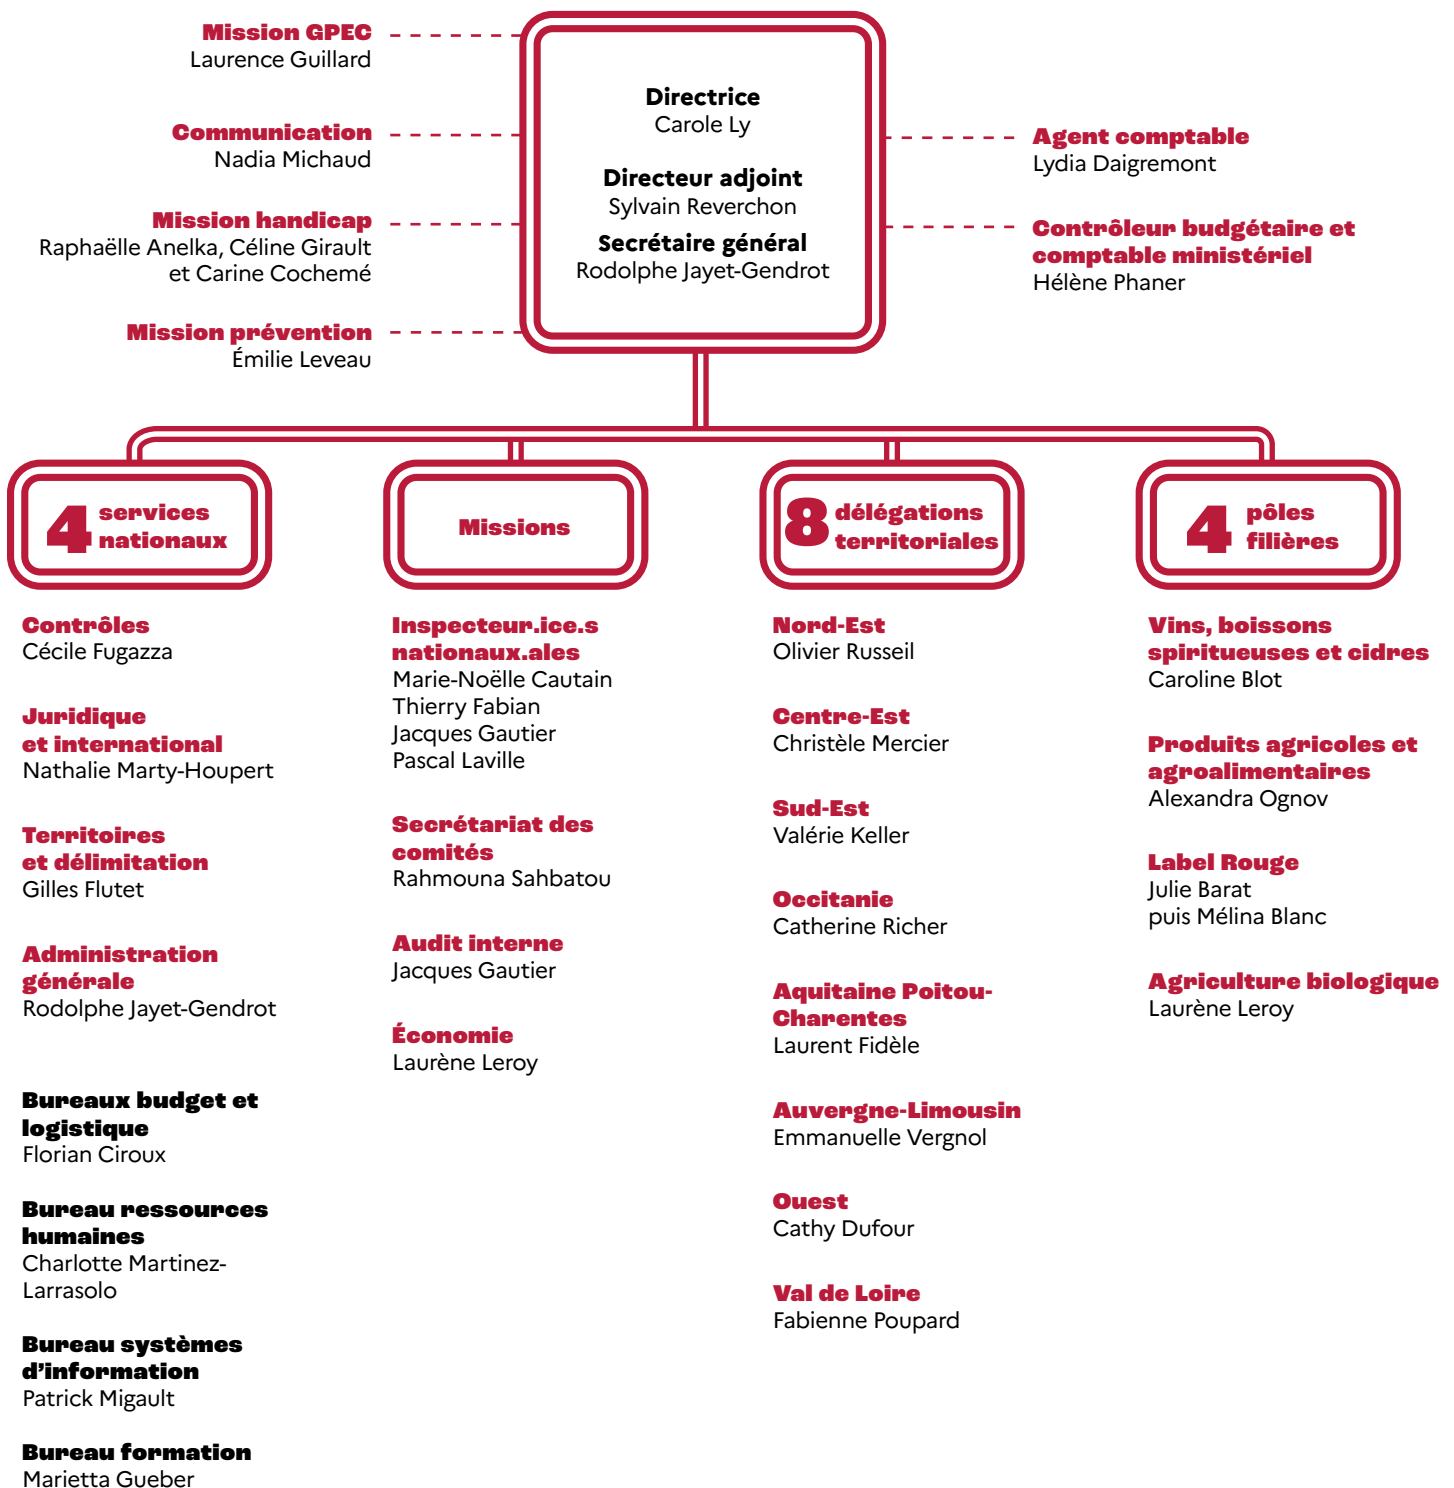 Mission GPEC
Laurence Guillard
Communication
Nadia Michaud
Mission handicap
Raphaëlle Anelka, Céline Girault
et Carine Cochemé
Mission prévention
Émilie Leveau
Directrice
Carole Ly
Directeur adjoint
Sylvain Reverchon
Secrétaire général
Rodolphe Jayet-Gendrot
Agent comptable
Lydia Daigremont
Contrôleur budgétaire et
comptable ministériel
Hélène Phaner
4 services
nationaux
Contrôles
Cécile Fugazza
Juridique
et international
Nathalie Marty-Houpert
Territoires
et délimitation
Gilles Flutet
Administration
générale
Rodolphe Jayet-Gendrot
Bureaux budget et
logistique
Florian Ciroux
Bureau ressources
humaines
Charlotte Martinez-
Larrasolo
Bureau systèmes
d’information
Patrick Migault
Bureau formation
Marietta Gueber
Missions
Inspecteur.ice.s
nationaux.ales
Marie-Noëlle Cautain
Thierry Fabian
Jacques Gautier
Pascal Laville
Secrétariat des
comités
Rahmouna Sahbatou
Audit interne
Jacques Gautier
Économie
Laurène Leroy
8 délégations
territoriales
Nord-Est
Olivier Russeil
Centre-Est
Christèle Mercier
Sud-Est
Valérie Keller
Occitanie
Catherine Richer
Aquitaine Poitou-
Charentes
Laurent Fidèle
Auvergne-Limousin
Emmanuelle Vergnol
Ouest
Cathy Dufour
Val de Loire
Fabienne Poupard
4 pôles
filières
Vins, boissons
spiritueuses et cidres
Caroline Blot
Produits agricoles et
agroalimentaires
Alexandra Ognov
Label Rouge
Julie Barat
puis Mélina Blanc
Agriculture biologique
Laurène Leroy